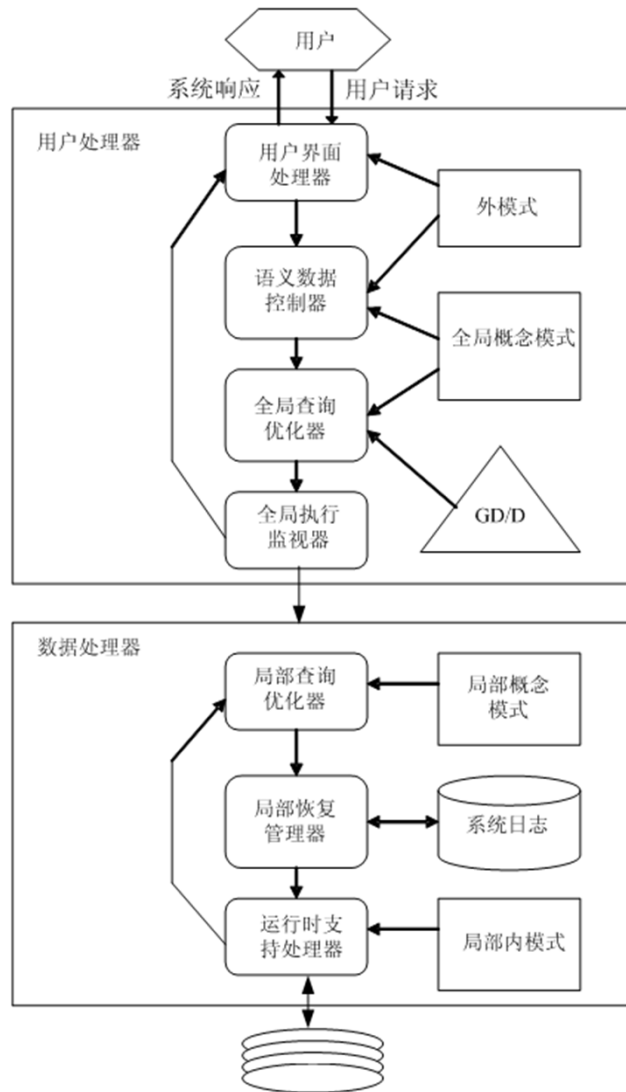 用户
系统响应
用户请求
用户处理器
用户界面
处理器
外模式
语义数据
控制器
全局概念模式
全局查询
优化器
GD/D
全局执行
监视器
数据处理器
局部查询
优化器
局部概念
模式
局部恢复
管理器
系统日志
运行时支
持处理器
局部内模式